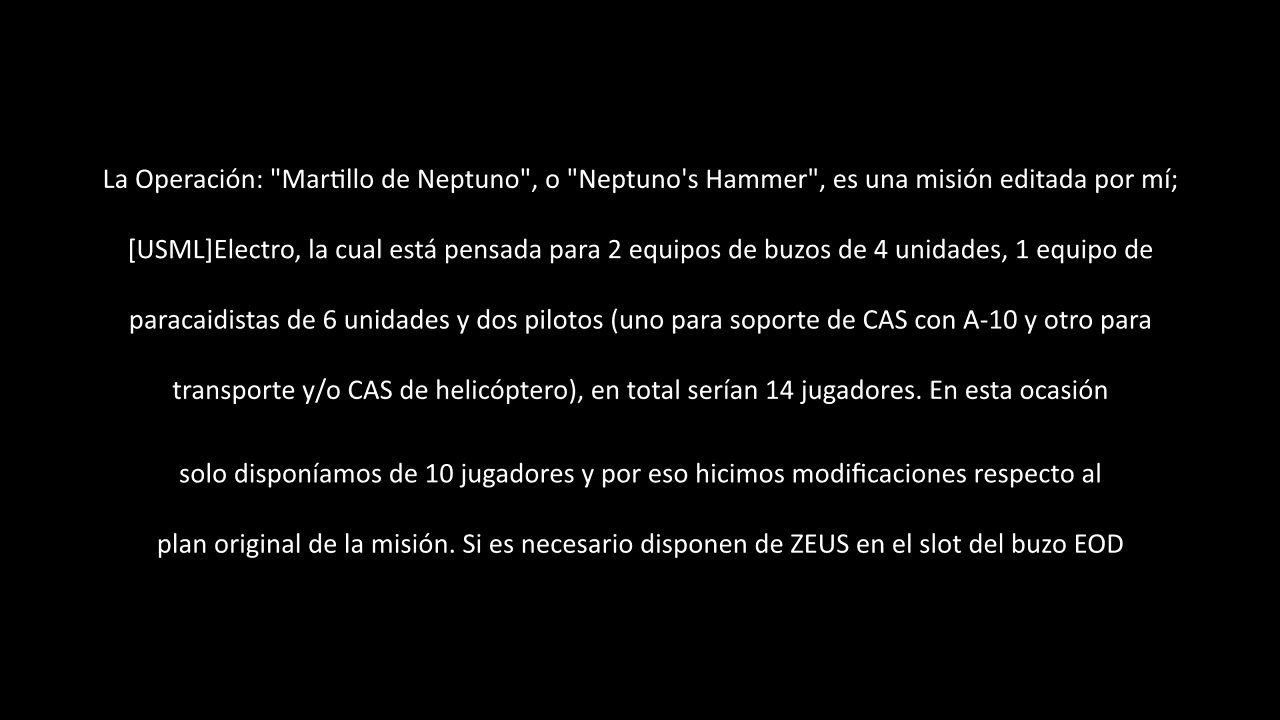 La Operación: "Martillo de Neptuno", o "Neptuno's Hammer", es una misión editada por mí;
[USML]Electro, la cual está pensada para 2 equipos de buzos de 4 unidades, 1 equipo de
paracaidistas de 6 unidades y dos pilotos (uno para soporte de CAS con A-10 y otro para
transporte y/o CAS de helicóptero), en total serían 14 jugadores. En esta ocasión
solo disponíamos de 10 jugadores y por eso hicimos modificaciones respecto al
plan original de la misión. Si es necesario disponen de ZEUS en el slot del buzo EOD